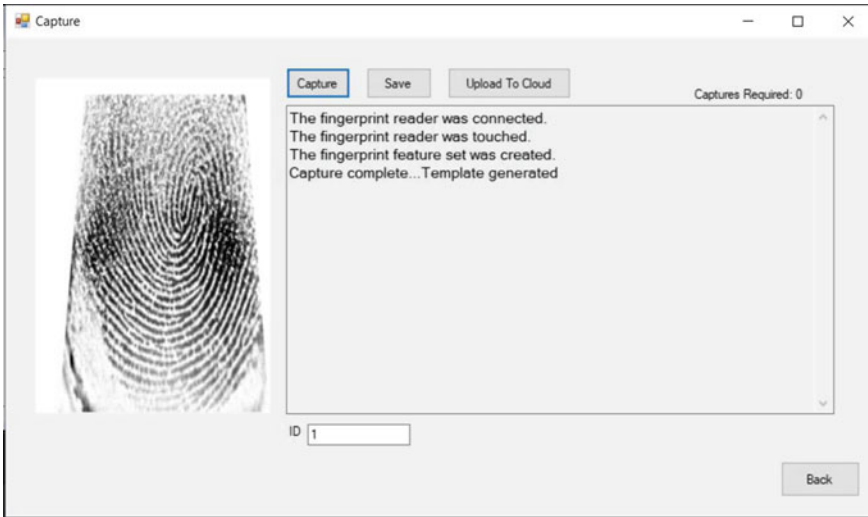 Capture
Capture Save Upload To Cloud
Captures Required: 0
The fingerprint reader was connected.
The fingerprint reader was touched.
The fingerprint feature set was created.
Capture complete...Template generated
ID 1
Back